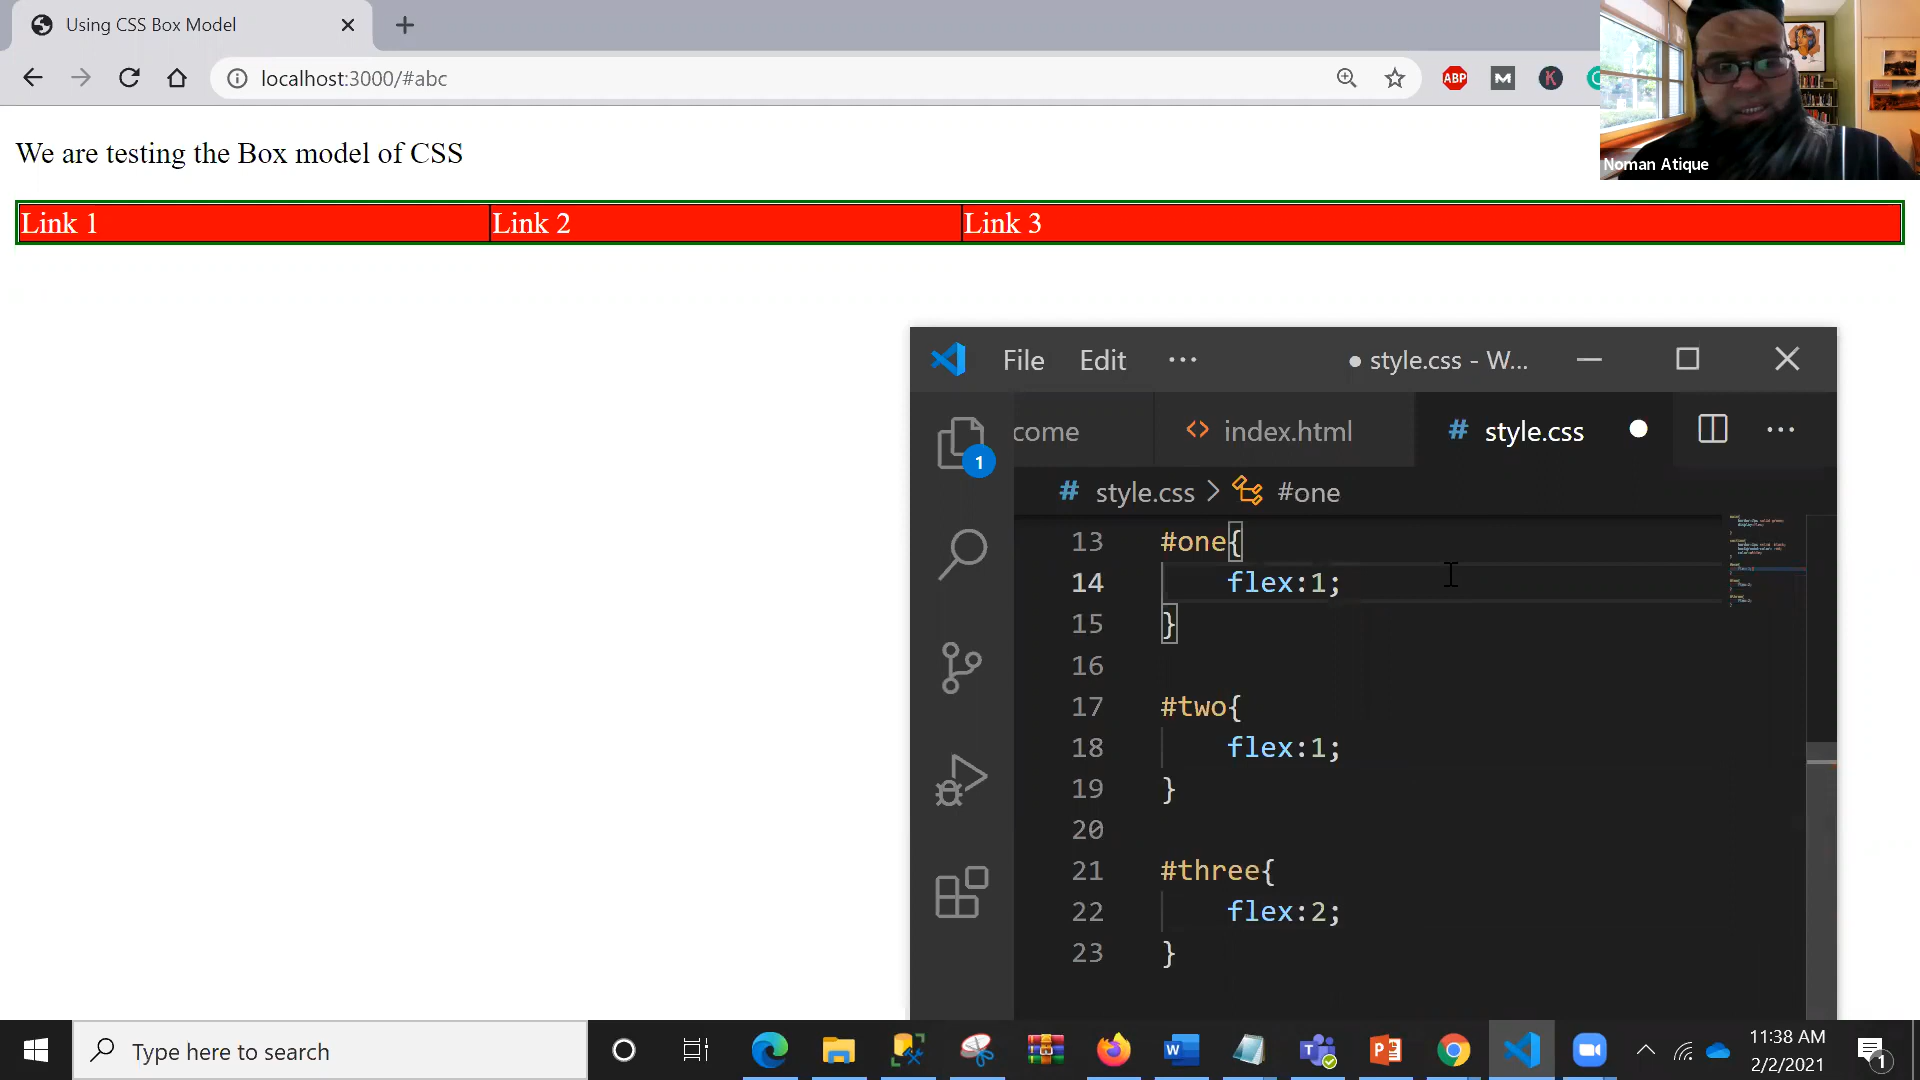 Using CSS Box Model
localhost:3000/#abc
ABP
K
Noman Atique
We are testing the Box model of CSS
Link 1 Link 2 Link 3
File Edit ··· ● style.css - W...
1
come <> index.html # style.css ● ···
# style.css > #one
13 #one{
14 flex:1;
15 }
16
17 #two{
18 flex:1;
19 }
20
21 #three{
22 flex:2;
23 }
Type here to search
11:38 AM
2/2/2021
1